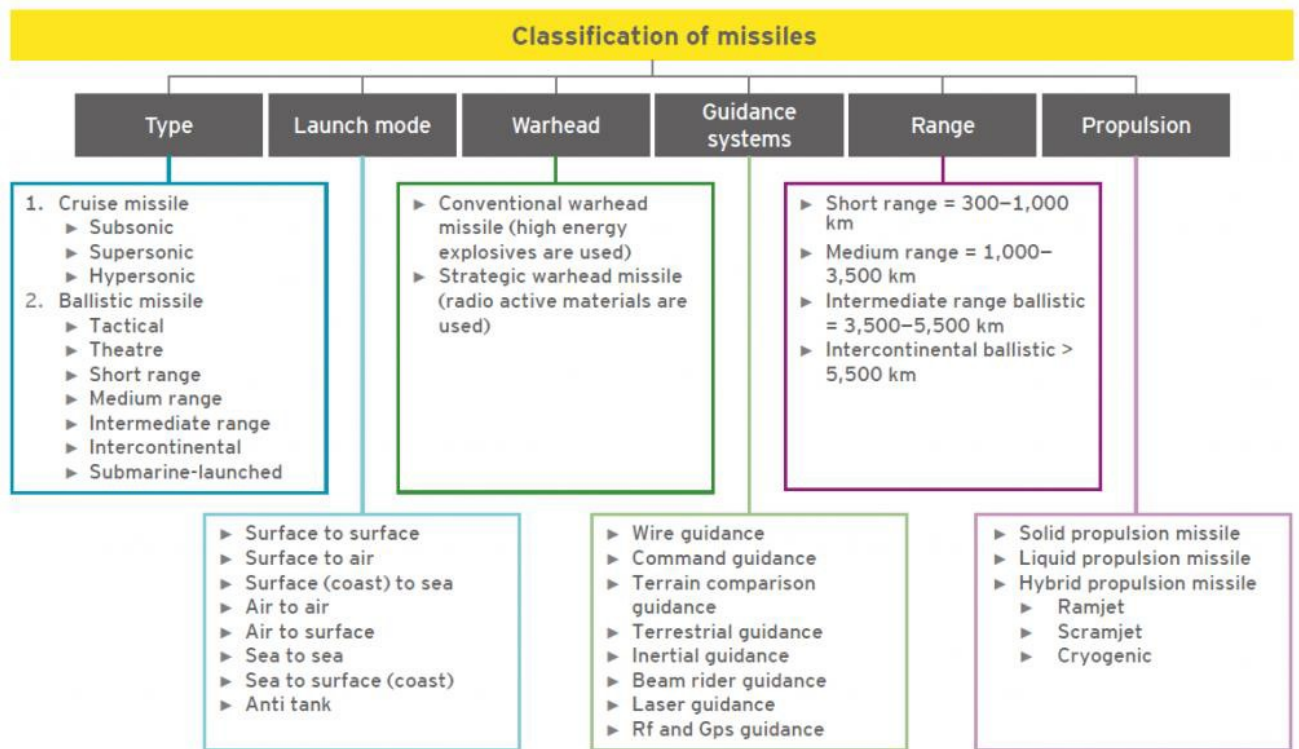 Classification of missiles
Type
Launch mode
Warhead
Guidance
systems
Range
Propulsion
1. Cruise missile
► Subsonic
► Supersonic
► Hypersonic
2. Ballistic missile
► Tactical
► Theatre
► Short range
► Medium range
► Intermediate range
► Intercontinental
► Submarine-launched
► Conventional warhead
missile (high energy
explosives are used)
► Strategic warhead missile
(radio active materials are
used)
► Short range = 300–1,000
km
► Medium range = 1,000–
3,500 km
► Intermediate range ballistic
= 3,500–5,500 km
► Intercontinental ballistic >
5,500 km
► Surface to surface
► Surface to air
► Surface (coast) to sea
► Air to air
► Air to surface
► Sea to sea
► Sea to surface (coast)
► Anti tank
► Wire guidance
► Command guidance
► Terrain comparison
guidance
► Terrestrial guidance
► Inertial guidance
► Beam rider guidance
► Laser guidance
► Rf and Gps guidance
► Solid propulsion missile
► Liquid propulsion missile
► Hybrid propulsion missile
► Ramjet
► Scramjet
► Cryogenic